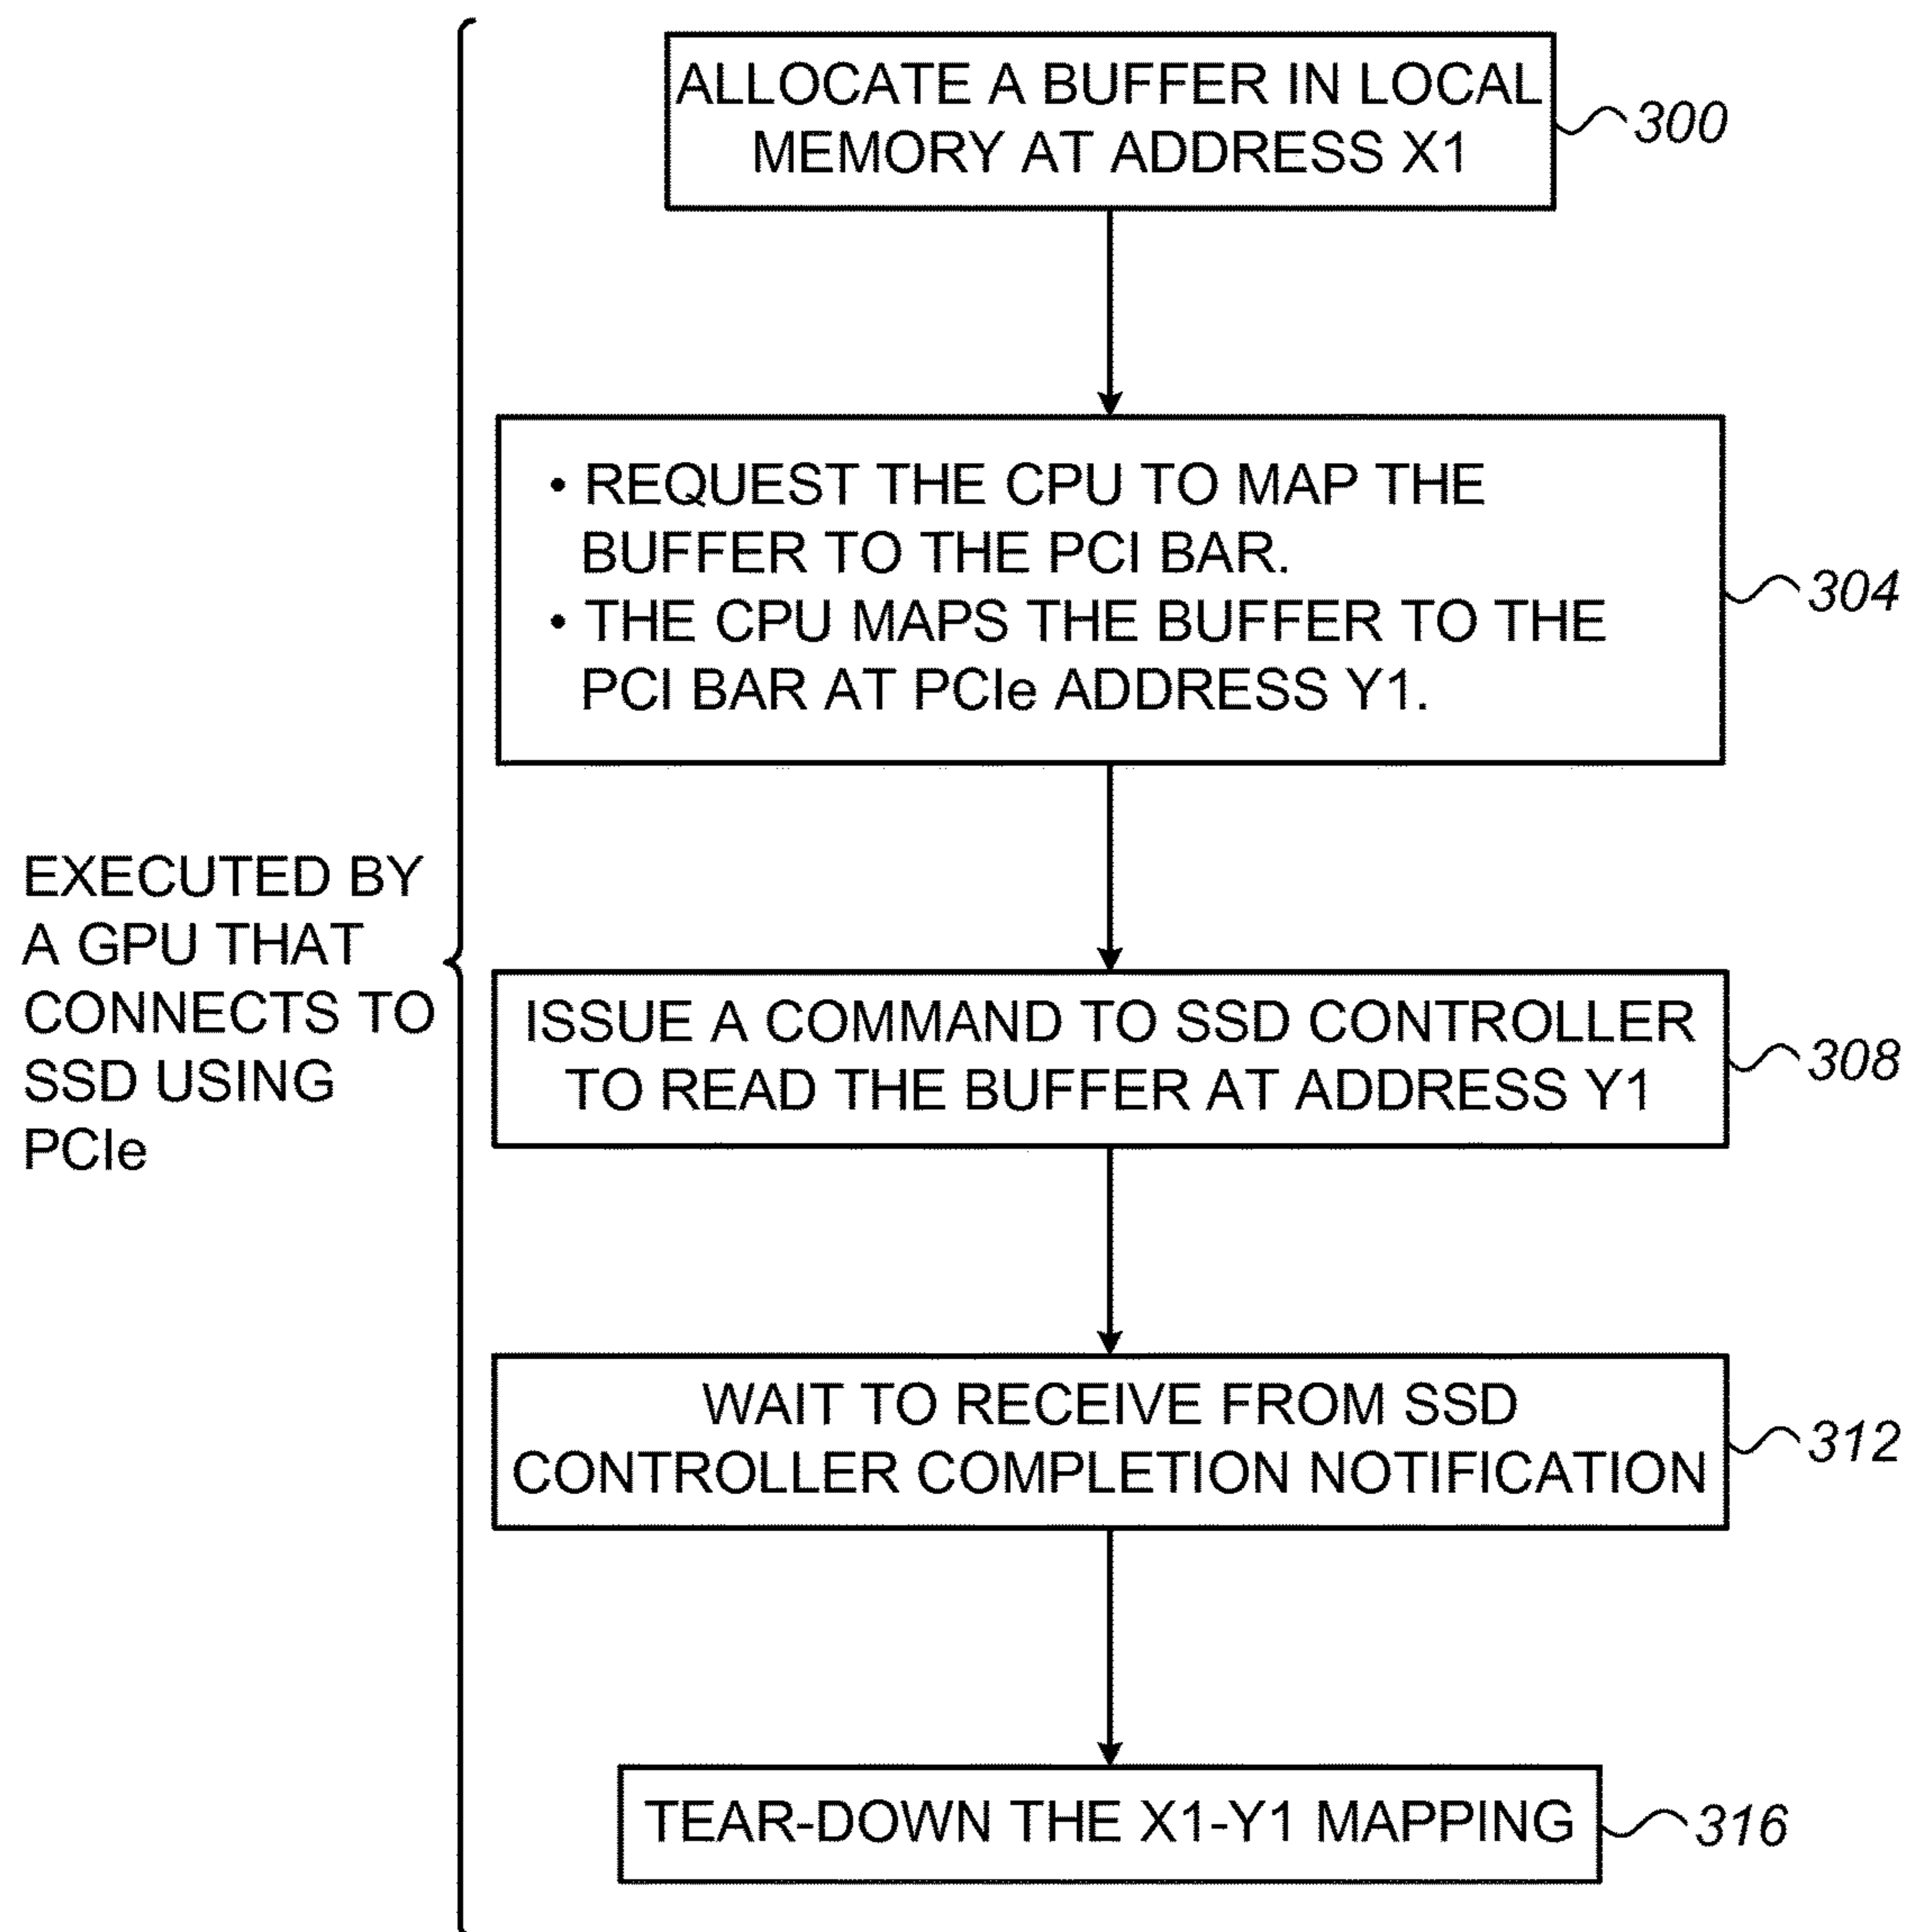 ALLOCATE A BUFFER IN LOCAL
MEMORY AT ADDRESS X1
300
• REQUEST THE CPU TO MAP THE
BUFFER TO THE PCI BAR.
• THE CPU MAPS THE BUFFER TO THE
PCI BAR AT PCIe ADDRESS Y1.
304
EXECUTED BY
A GPU THAT
CONNECTS TO
SSD USING
PCIe
ISSUE A COMMAND TO SSD CONTROLLER
TO READ THE BUFFER AT ADDRESS Y1
308
WAIT TO RECEIVE FROM SSD
CONTROLLER COMPLETION NOTIFICATION
312
TEAR-DOWN THE X1-Y1 MAPPING
316